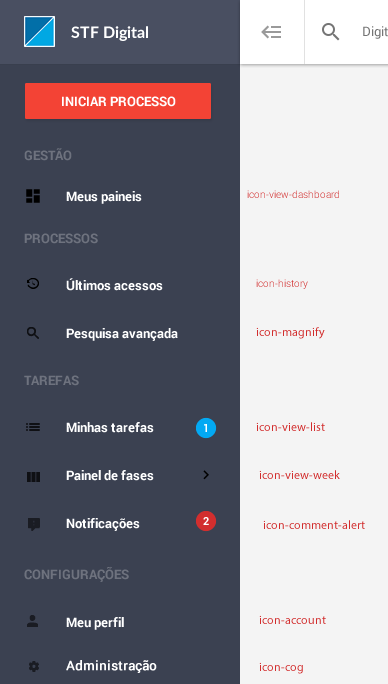 STF Digital
Digit
INICIAR PROCESSO
GESTÃO
Meus paineis
icon-view-dashboard
PROCESSOS
Últimos acessos
icon-history
Pesquisa avançada
icon-magnify
TAREFAS
Minhas tarefas 1
icon-view-list
Painel de fases
icon-view-week
Notificações 2
icon-comment-alert
CONFIGURAÇÕES
Meu perfil
icon-account
Administração
icon-cog